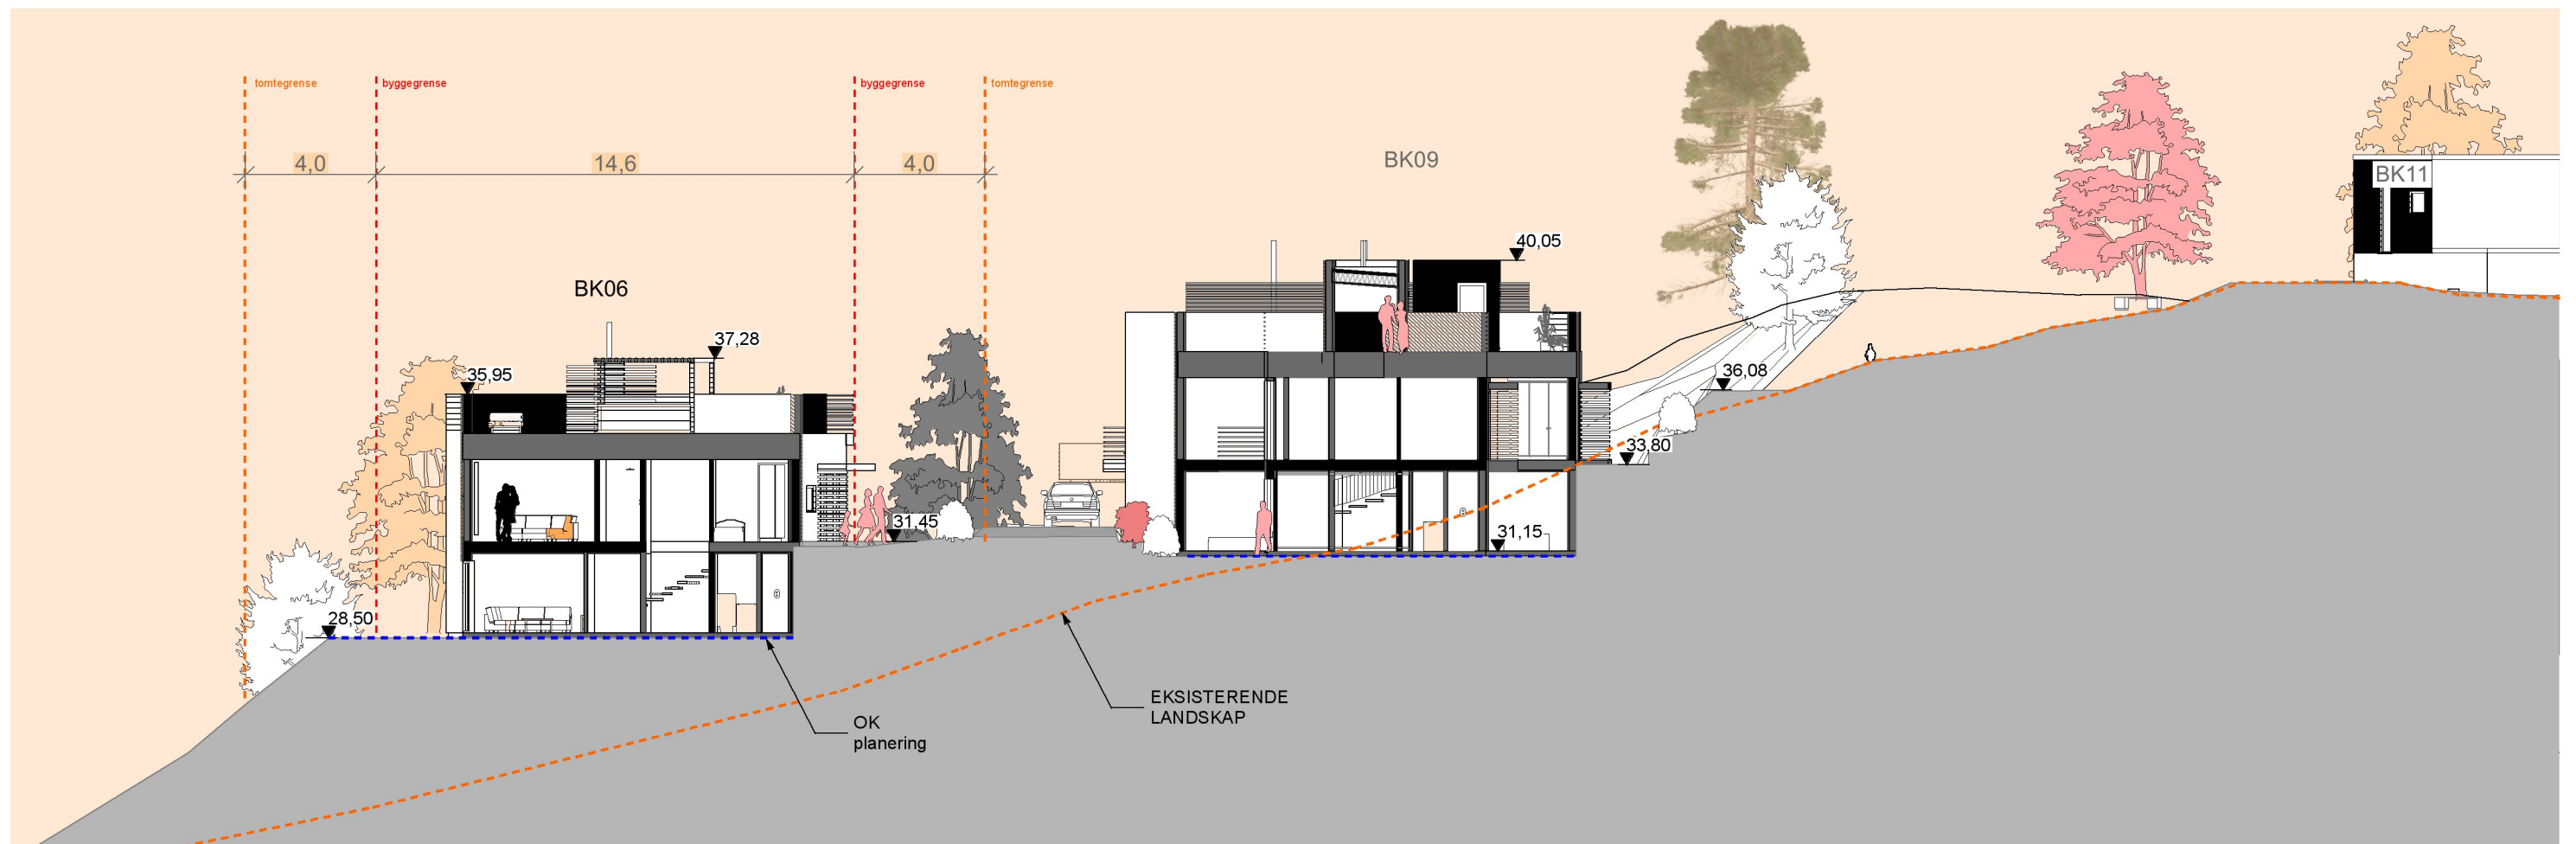 tomtegrense
byggegrense
byggegrense
tomtegrense
4,0
14,6
4,0
BK09
BK11
40,05
BK06
37,28
35,95
36,08
33,80
31,45
31,15
28,50
EKSISTERENDE
LANDSKAP
OK
planering